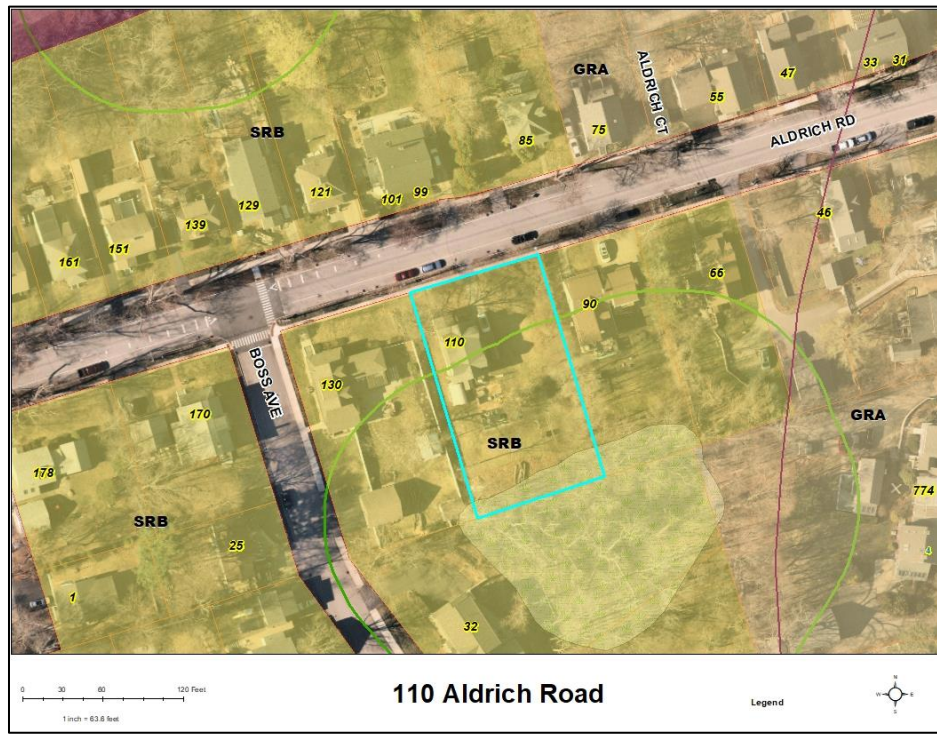 GRA
ALDRICH CT
47
33
31
55
75
SRB
85
ALDRICH RD
121
101
99
129
139
151
161
46
66
90
110
BOSS AVE
130
170
GRA
SRB
178
774
SRB
25
4
1
32
0 30 60 120 Feet
1 inch = 63.6 feet
110 Aldrich Road
Legend
N
W E
S